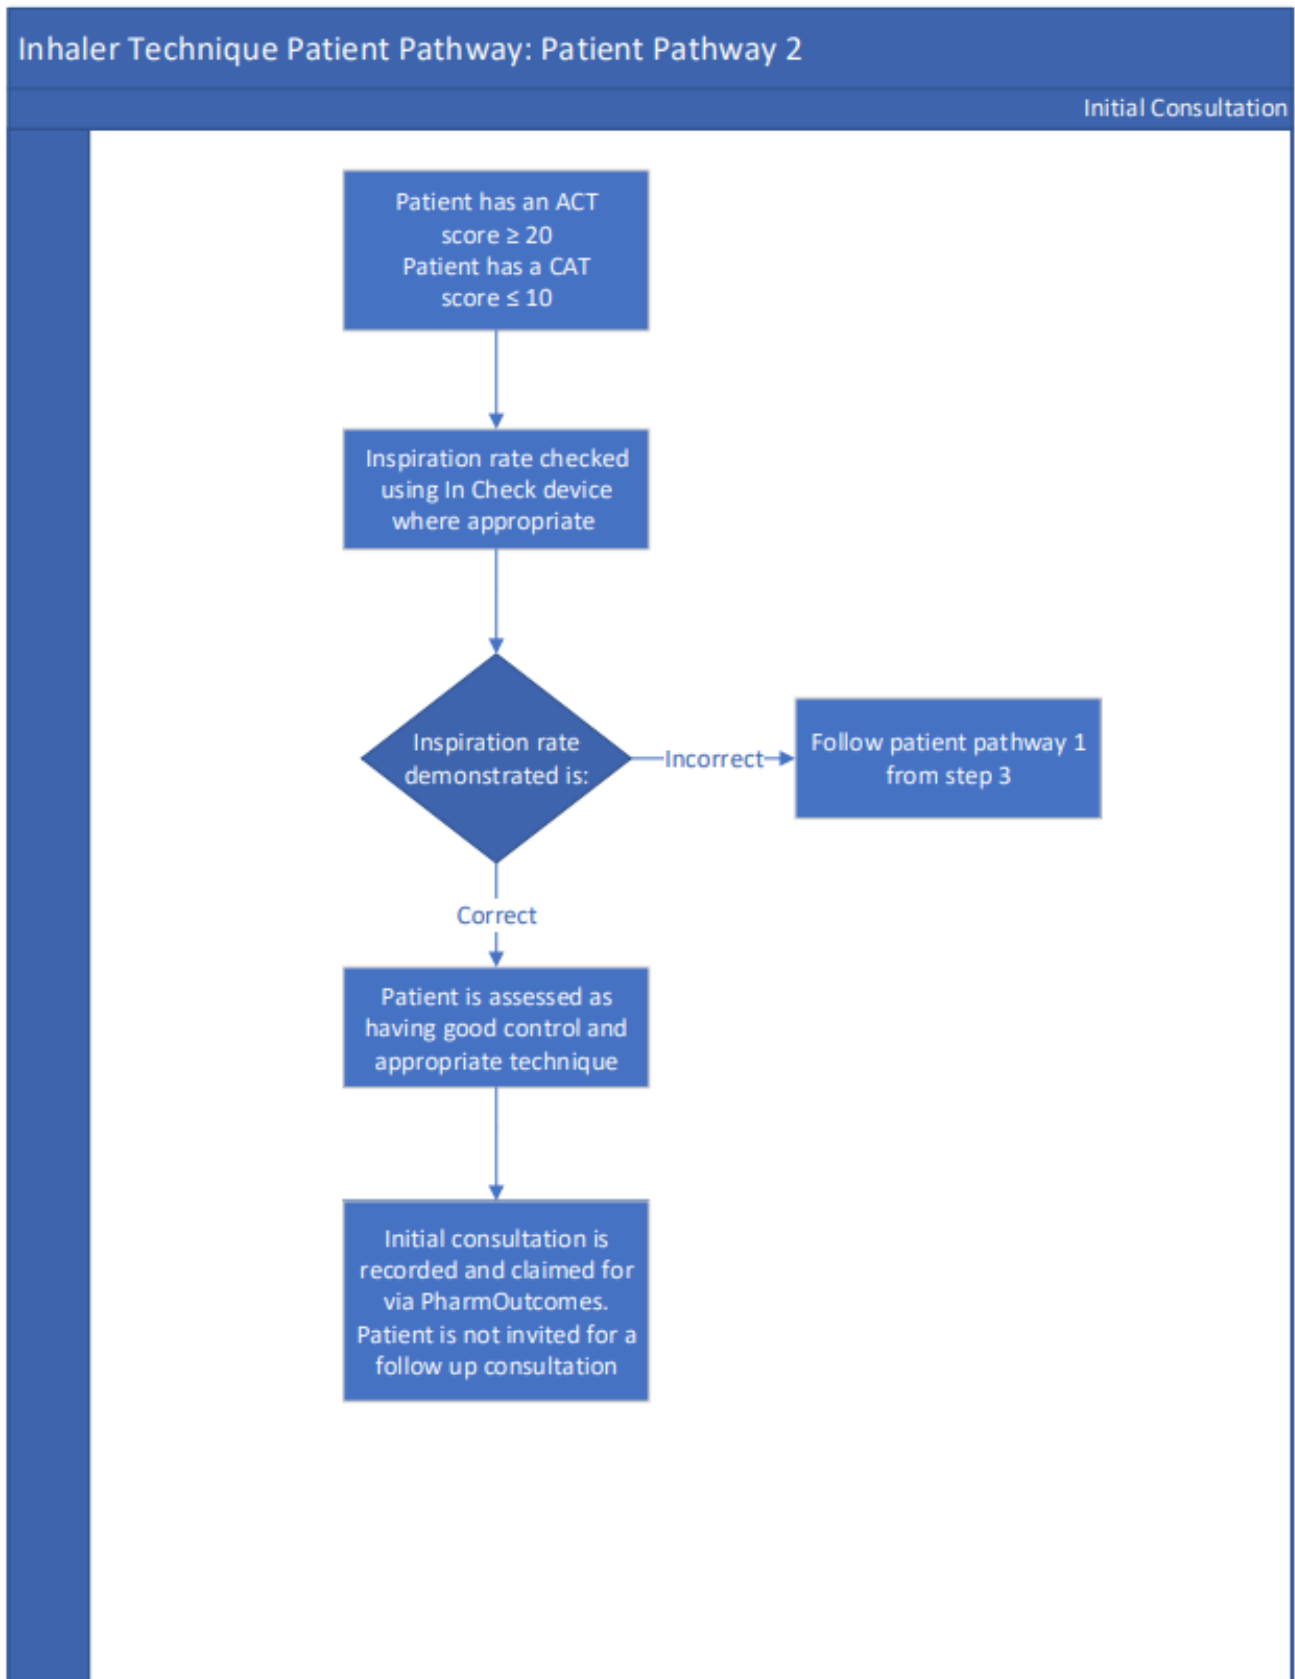 Inhaler Technique Patient Pathway: Patient Pathway 2
Initial Consultation
Patient has an ACT
score ≥ 20
Patient has a CAT
score ≤ 10
Inspiration rate checked
using In Check device
where appropriate
Inspiration rate
demonstrated is:
Incorrect
Follow patient pathway 1
from step 3
Correct
Patient is assessed as
having good control and
appropriate technique
Initial consultation is
recorded and claimed for
via PharmOutcomes.
Patient is not invited for a
follow up consultation